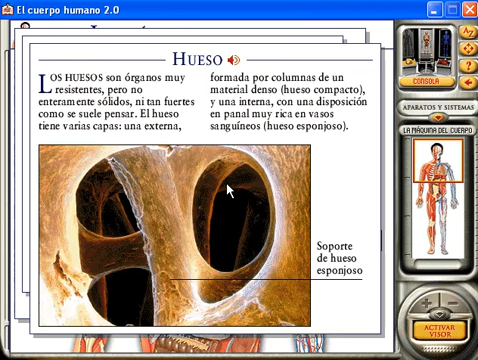 El cuerpo humano 2.0
HUESO
LOS HUESOS son órganos muy
resistentes, pero no
enteramente sólidos, ni tan fuertes
como se suele pensar. El hueso
tiene varias capas: una externa,
formada por columnas de un
material denso (hueso compacto),
y una interna, con una disposición
en panal muy rica en vasos
sanguíneos (hueso esponjoso).
Soporte
de hueso
esponjoso
CONSOLA
APARATOS Y SISTEMAS
LA MÁQUINA DEL CUERPO
ACTIVAR
VISOR